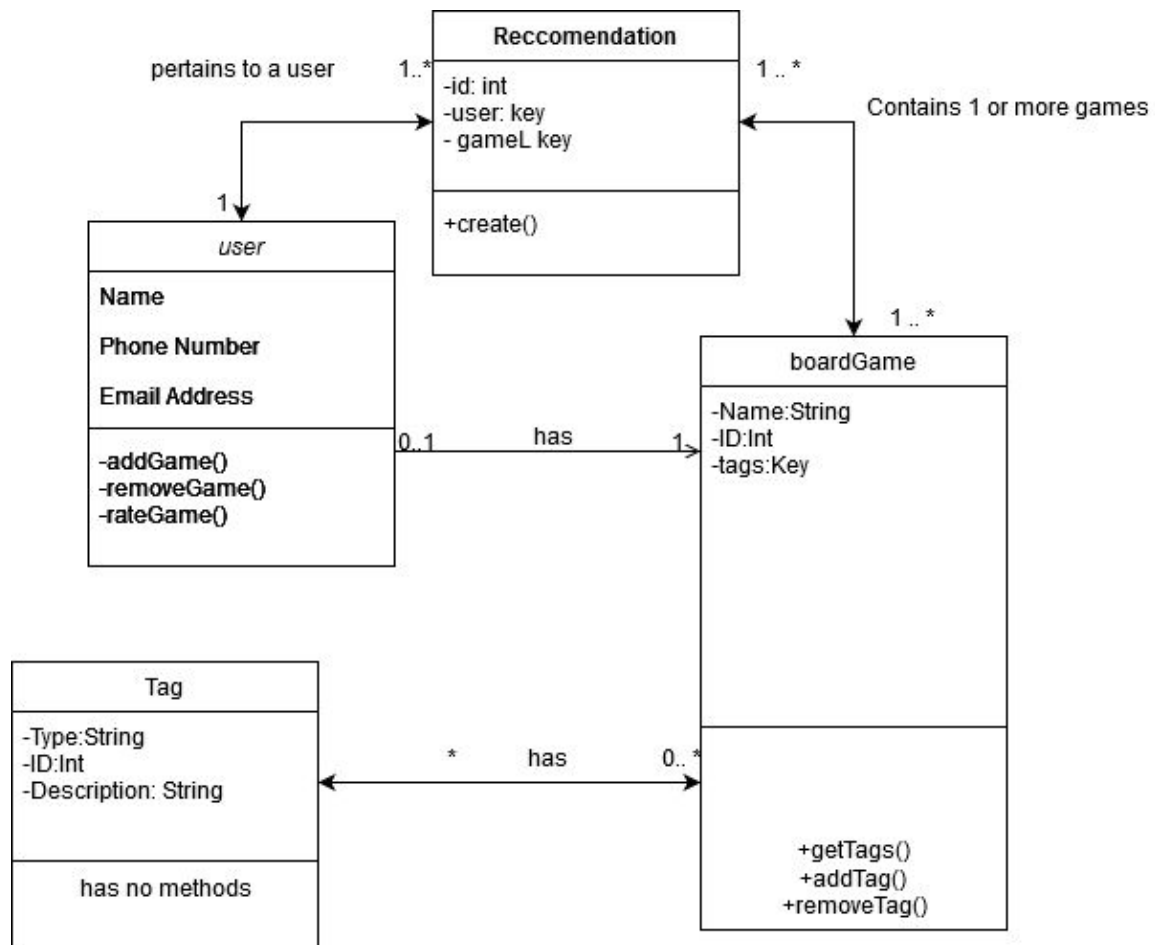 Reccomendation
pertains to a user
1..*
1 .. *
-id: int
-user: key
- gameL key
Contains 1 or more games
+create()
1
user
Name
Phone Number
Email Address
-addGame()
-removeGame()
-rateGame()
0..1
has
1
1 .. *
boardGame
-Name:String
-ID:Int
-tags:Key
Tag
-Type:String
-ID:Int
-Description: String
has no methods
*
has
0.. *
+getTags()
+addTag()
+removeTag()